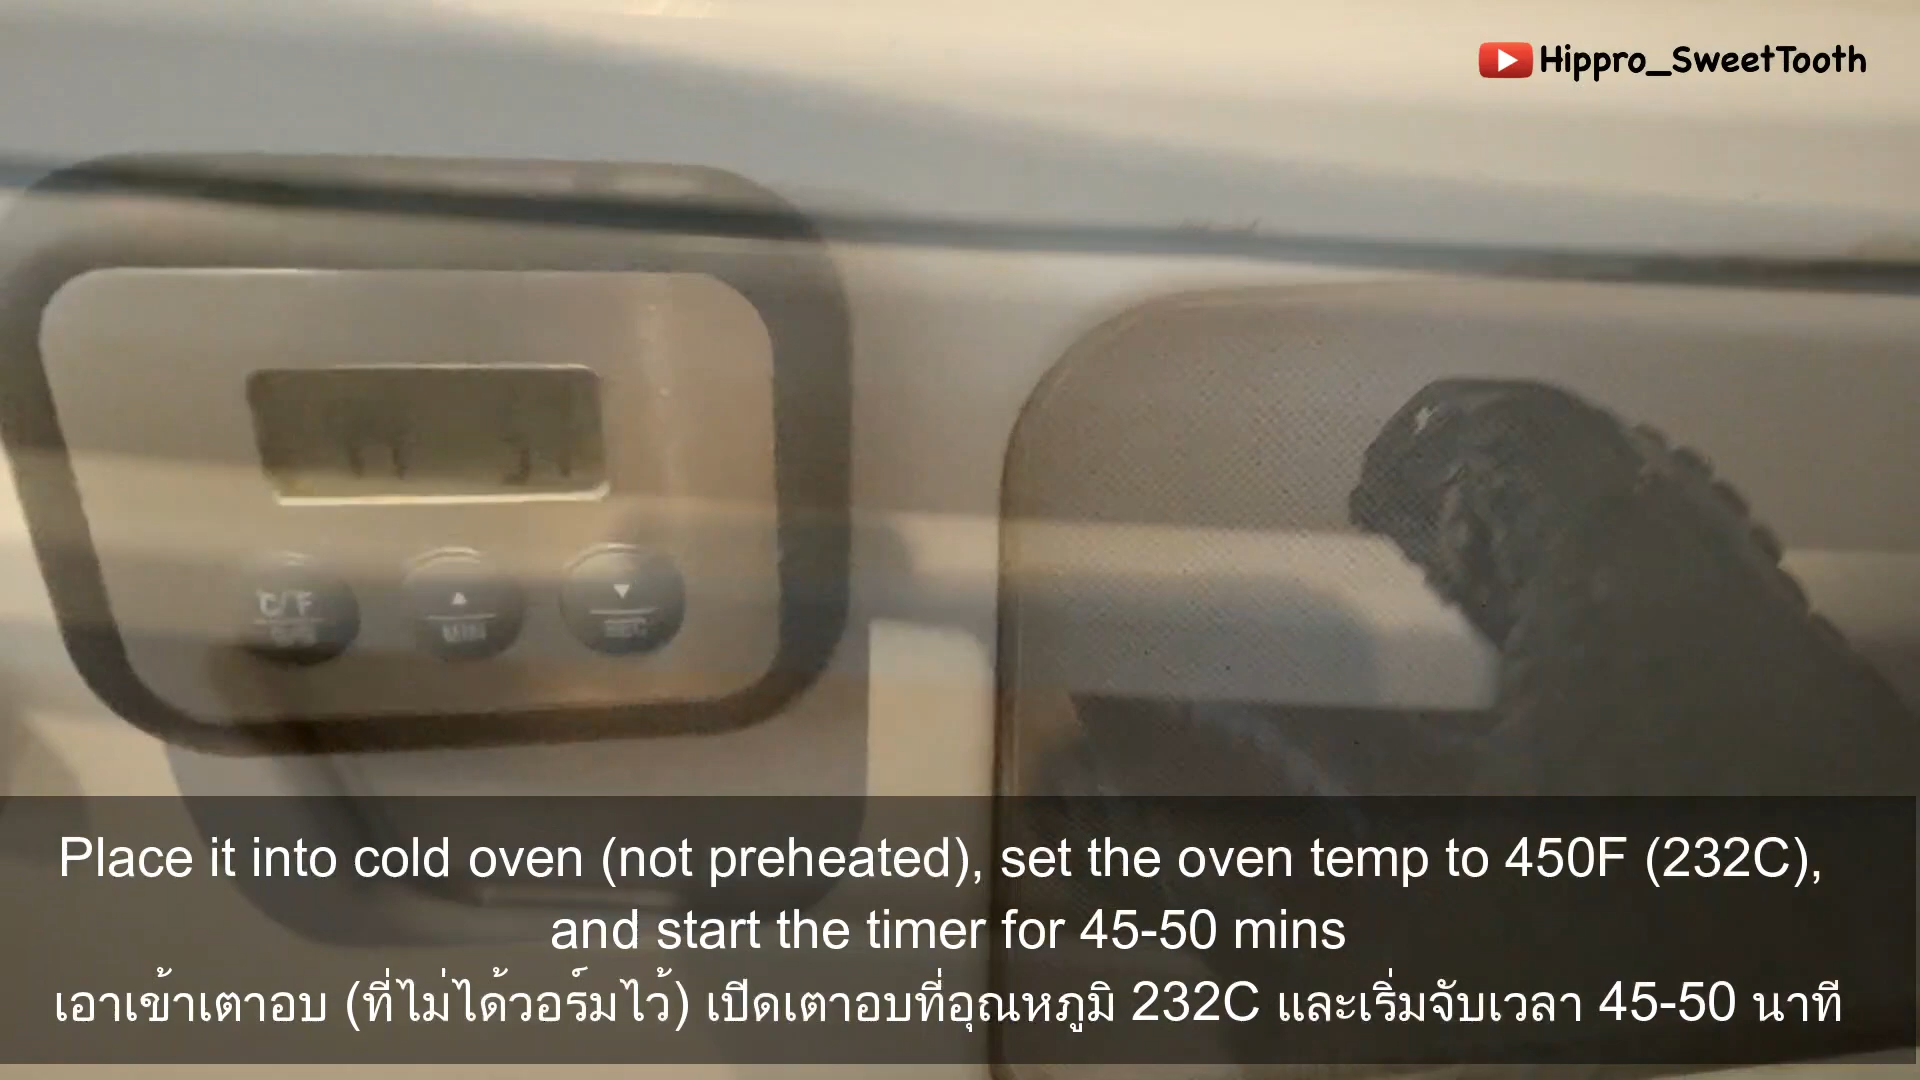 Hippro_SweetTooth
°C/°F
▲
▼
MIN
SEC
Place it into cold oven (not preheated), set the oven temp to 450F (232C),
and start the timer for 45-50 mins
เอาเข้าเตาอบ (ที่ไม่ได้วอร์มไว้) เปิดเตาอบที่อุณหภูมิ 232C และเริ่มจับเวลา 45-50 นาที